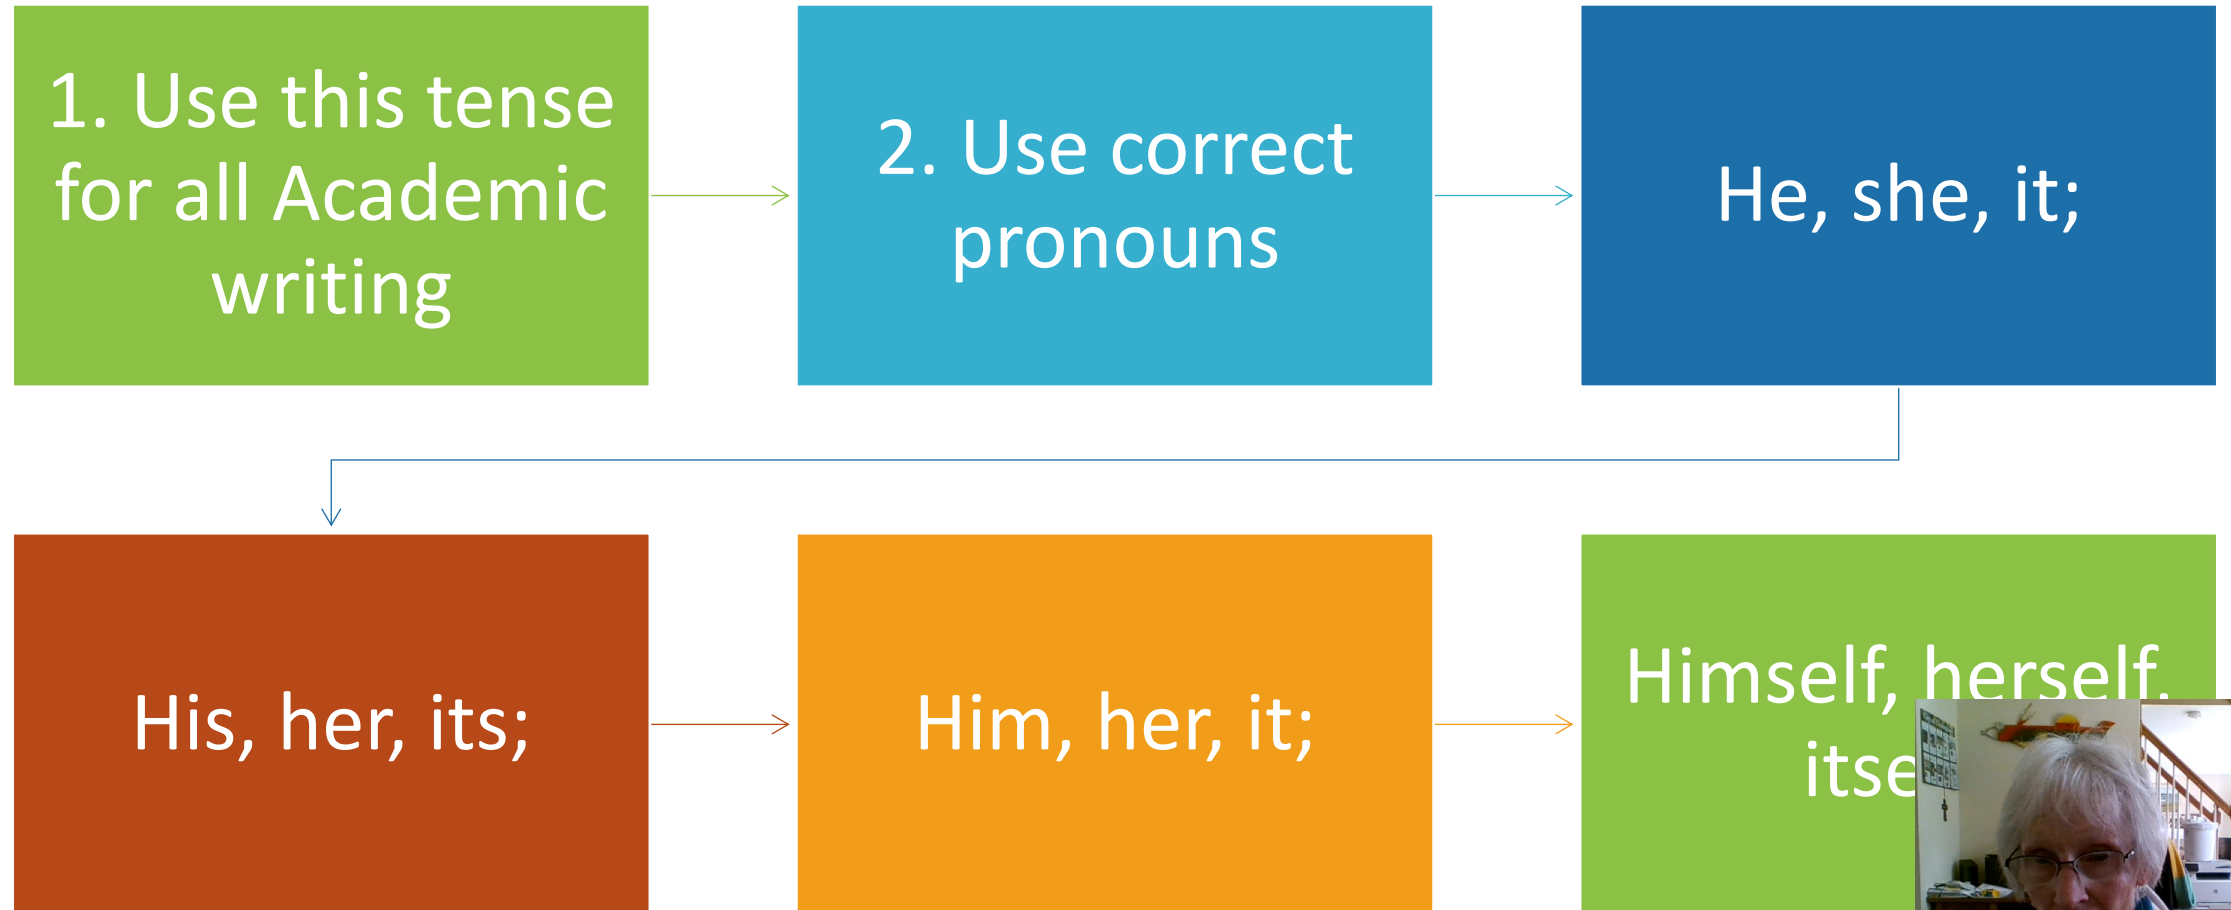 1. Use this tense
for all Academic
writing
2. Use correct
pronouns
He, she, it;
His, her, its;
Him, her, it;
Himself, herself,